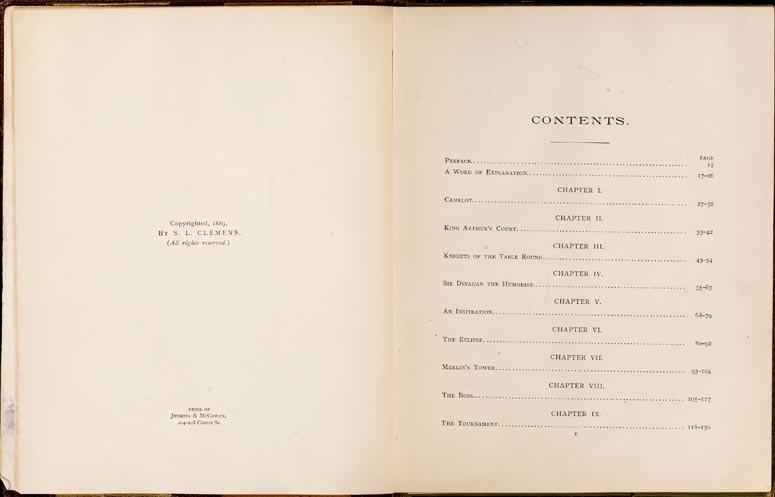 Copyrighted, 1889,
By S. L. CLEMENS.
(All rights reserved.)
PRESS OF
JENKINS & MCCOWAN,
224-228 Centre St.
CONTENTS.
PAGE
PREFACE 15
A WORD OF EXPLANATION 17-26
CHAPTER I.
CAMELOT 27-32
CHAPTER II.
KING ARTHUR'S COURT 33-42
CHAPTER III.
KNIGHTS OF THE TABLE ROUND 43-54
CHAPTER IV.
SIR DINADAN THE HUMORIST 55-67
CHAPTER V.
AN INSPIRATION 68-79
CHAPTER VI.
THE ECLIPSE 80-92
CHAPTER VII.
MERLIN'S TOWER 93-104
CHAPTER VIII.
THE BOSS 105-117
CHAPTER IX.
THE TOURNAMENT 118-130
v